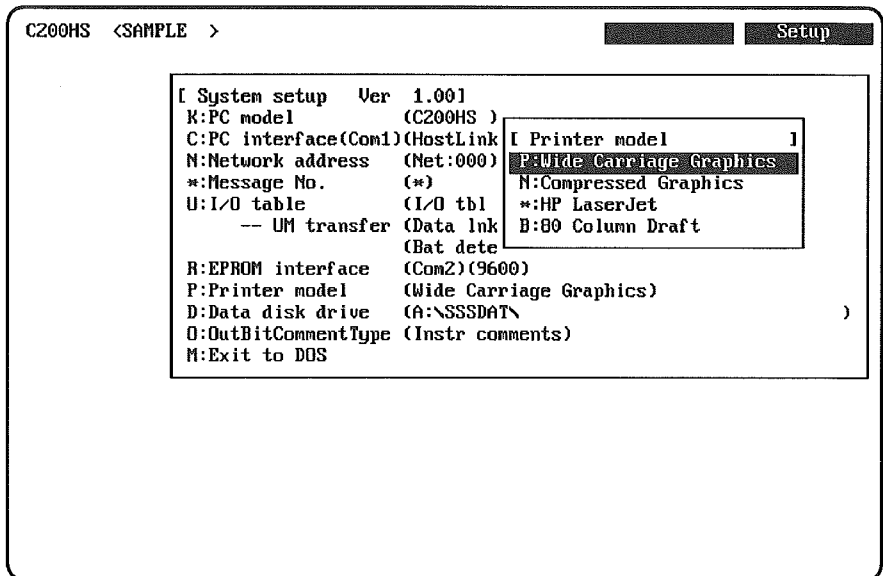 C200HS <SAMPLE >
Setup
[ System setup Ver 1.00]
K:PC model (C200HS )
C:PC interface(Com1)(HostLink
N:Network address (Net:000)
*:Message No. (*)
U:I/O table (I/O tbl
-- UM transfer (Data lnk
(Bat dete
R:EPROM interface (Com2)(9600)
P:Printer model (Wide Carriage Graphics)
D:Data disk drive (A:\SSSDAT\ )
O:OutBitCommentType (Instr comments)
M:Exit to DOS
[ Printer model ]
P:Wide Carriage Graphics
N:Compressed Graphics
*:HP LaserJet
B:80 Column Draft